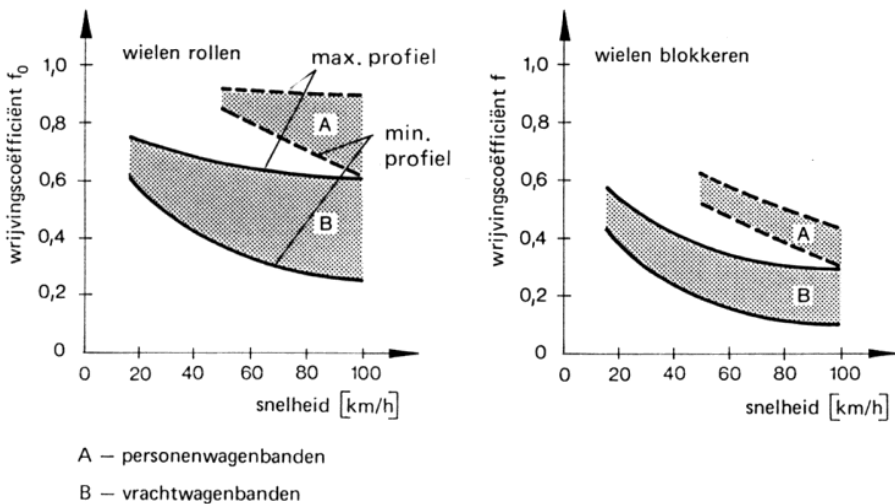 wielen rollen
max. profiel
min.
profiel
wrijvingscoëfficiënt f₀
1,0
0,8
0,6
0,4
0,2
0
A
B
0 20 40 60 80 100
snelheid [km/h]
wielen blokkeren
wrijvingscoëfficiënt f
1,0
0,8
0,6
0,4
0,2
0
A
B
0 20 40 60 80 100
snelheid [km/h]
A – personenwagenbanden
B – vrachtwagenbanden